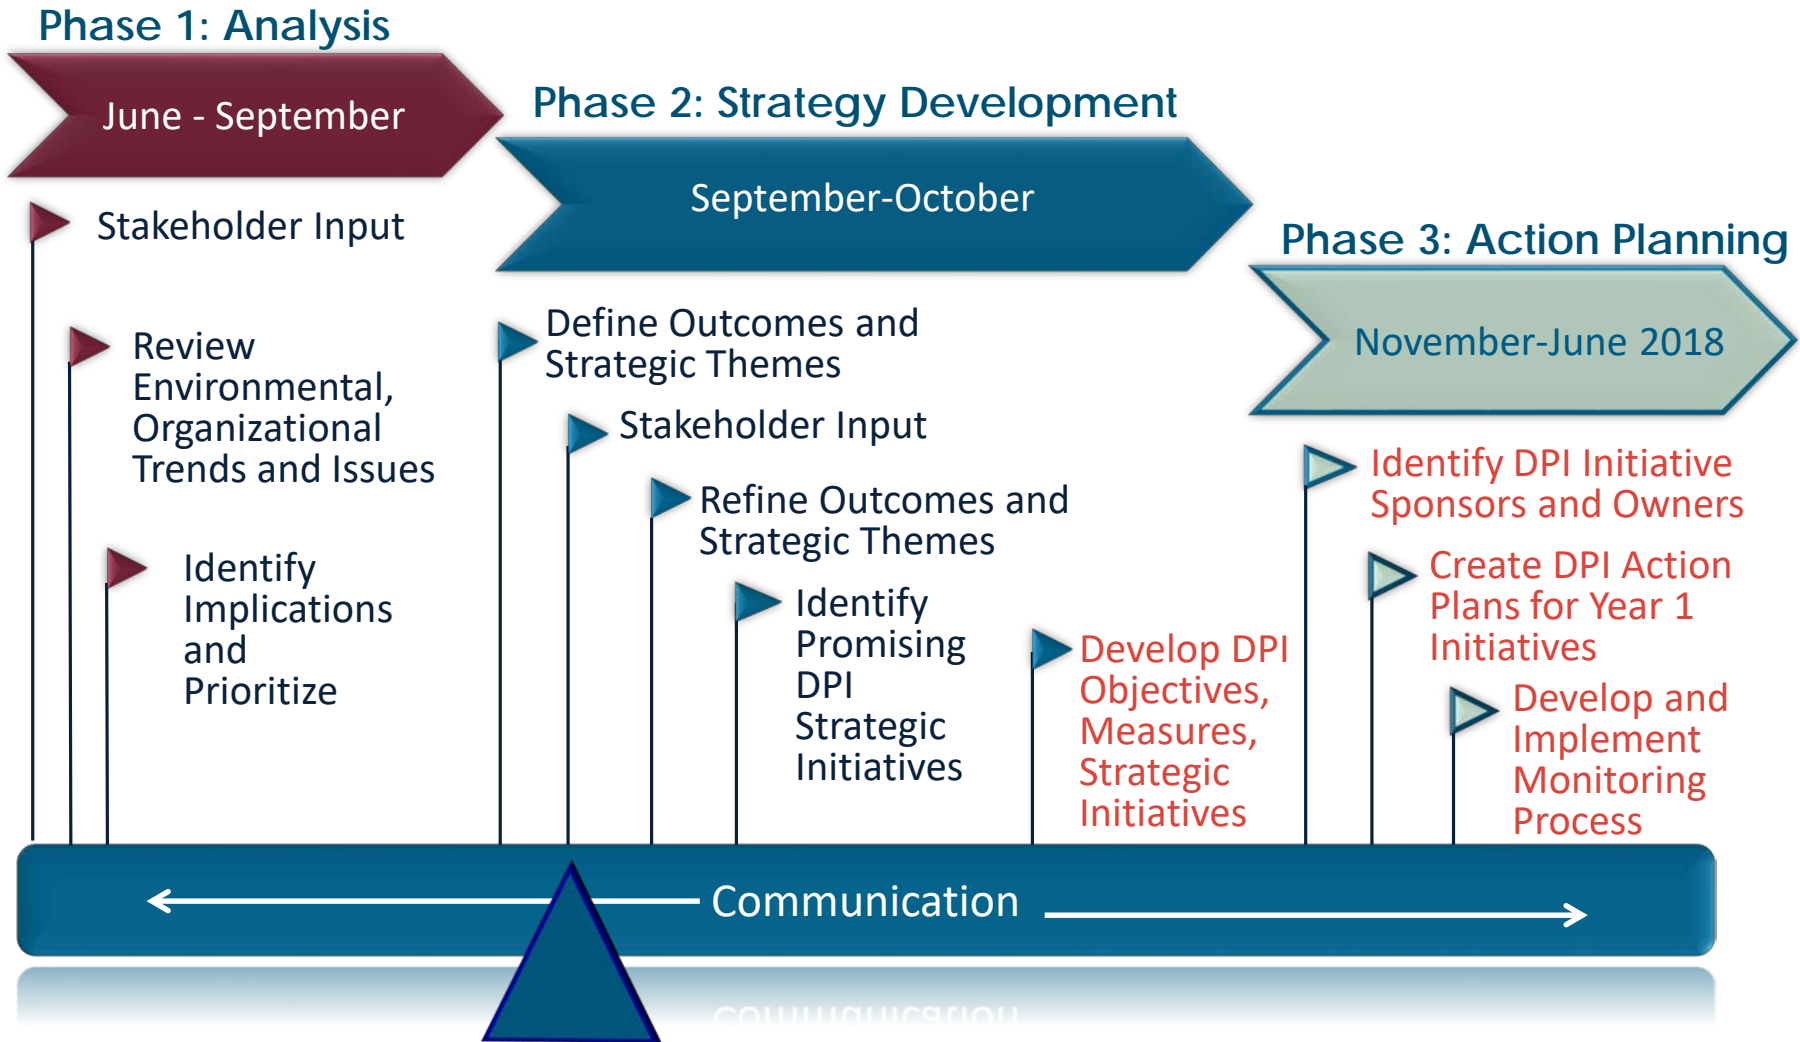 Phase 1: Analysis
June - September
Stakeholder Input
Review
Environmental,
Organizational
Trends and Issues
Identify
Implications
and
Prioritize
Phase 2: Strategy Development
September-October
Define Outcomes and
Strategic Themes
Stakeholder Input
Refine Outcomes and
Strategic Themes
Identify
Promising
DPI
Strategic
Initiatives
Develop DPI
Objectives,
Measures,
Strategic
Initiatives
Phase 3: Action Planning
November-June 2018
Identify DPI Initiative
Sponsors and Owners
Create DPI Action
Plans for Year 1
Initiatives
Develop and
Implement
Monitoring
Process
Communication